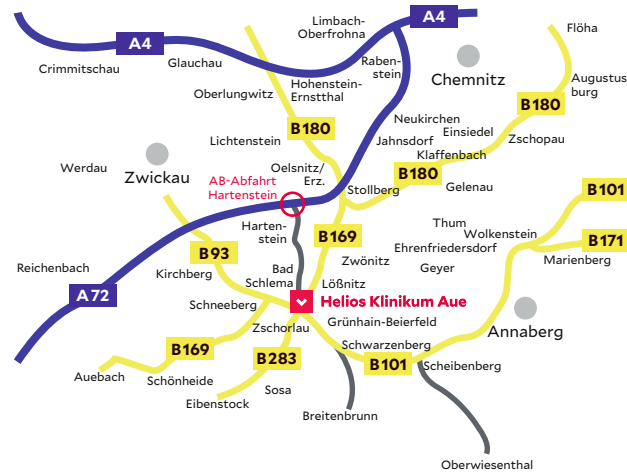 Limbach-
Oberfrohna
A4
Flöha
A4
Glauchau
Crimmitschau
Raben-
stein
Chemnitz
Augustus
burg
Hohenstein-
Ernstthal
Oberlungwitz
B180
Neukirchen
Einsiedel
B180
Lichtenstein
Jahnsdorf
Zschopau
Klaffenbach
Werdau
Zwickau
Oelsnitz/
Erz.
AB-Abfahrt
Hartenstein
Stollberg
B180
Gelenau
B101
Harten-
stein
B169
Thum
Wolkenstein
B171
B93
Ehrenfriedersdorf
Zwönitz
Marienberg
Reichenbach
Kirchberg
Bad
Schlema
Geyer
A72
Lößnitz
Schneeberg
Helios Klinikum Aue
Zschorlau
Grünhain-Beierfeld
Annaberg
B169
Schwarzenberg
B283
B101
Scheibenberg
Auebach
Schönheide
Sosa
Eibenstock
Breitenbrunn
Oberwiesenthal